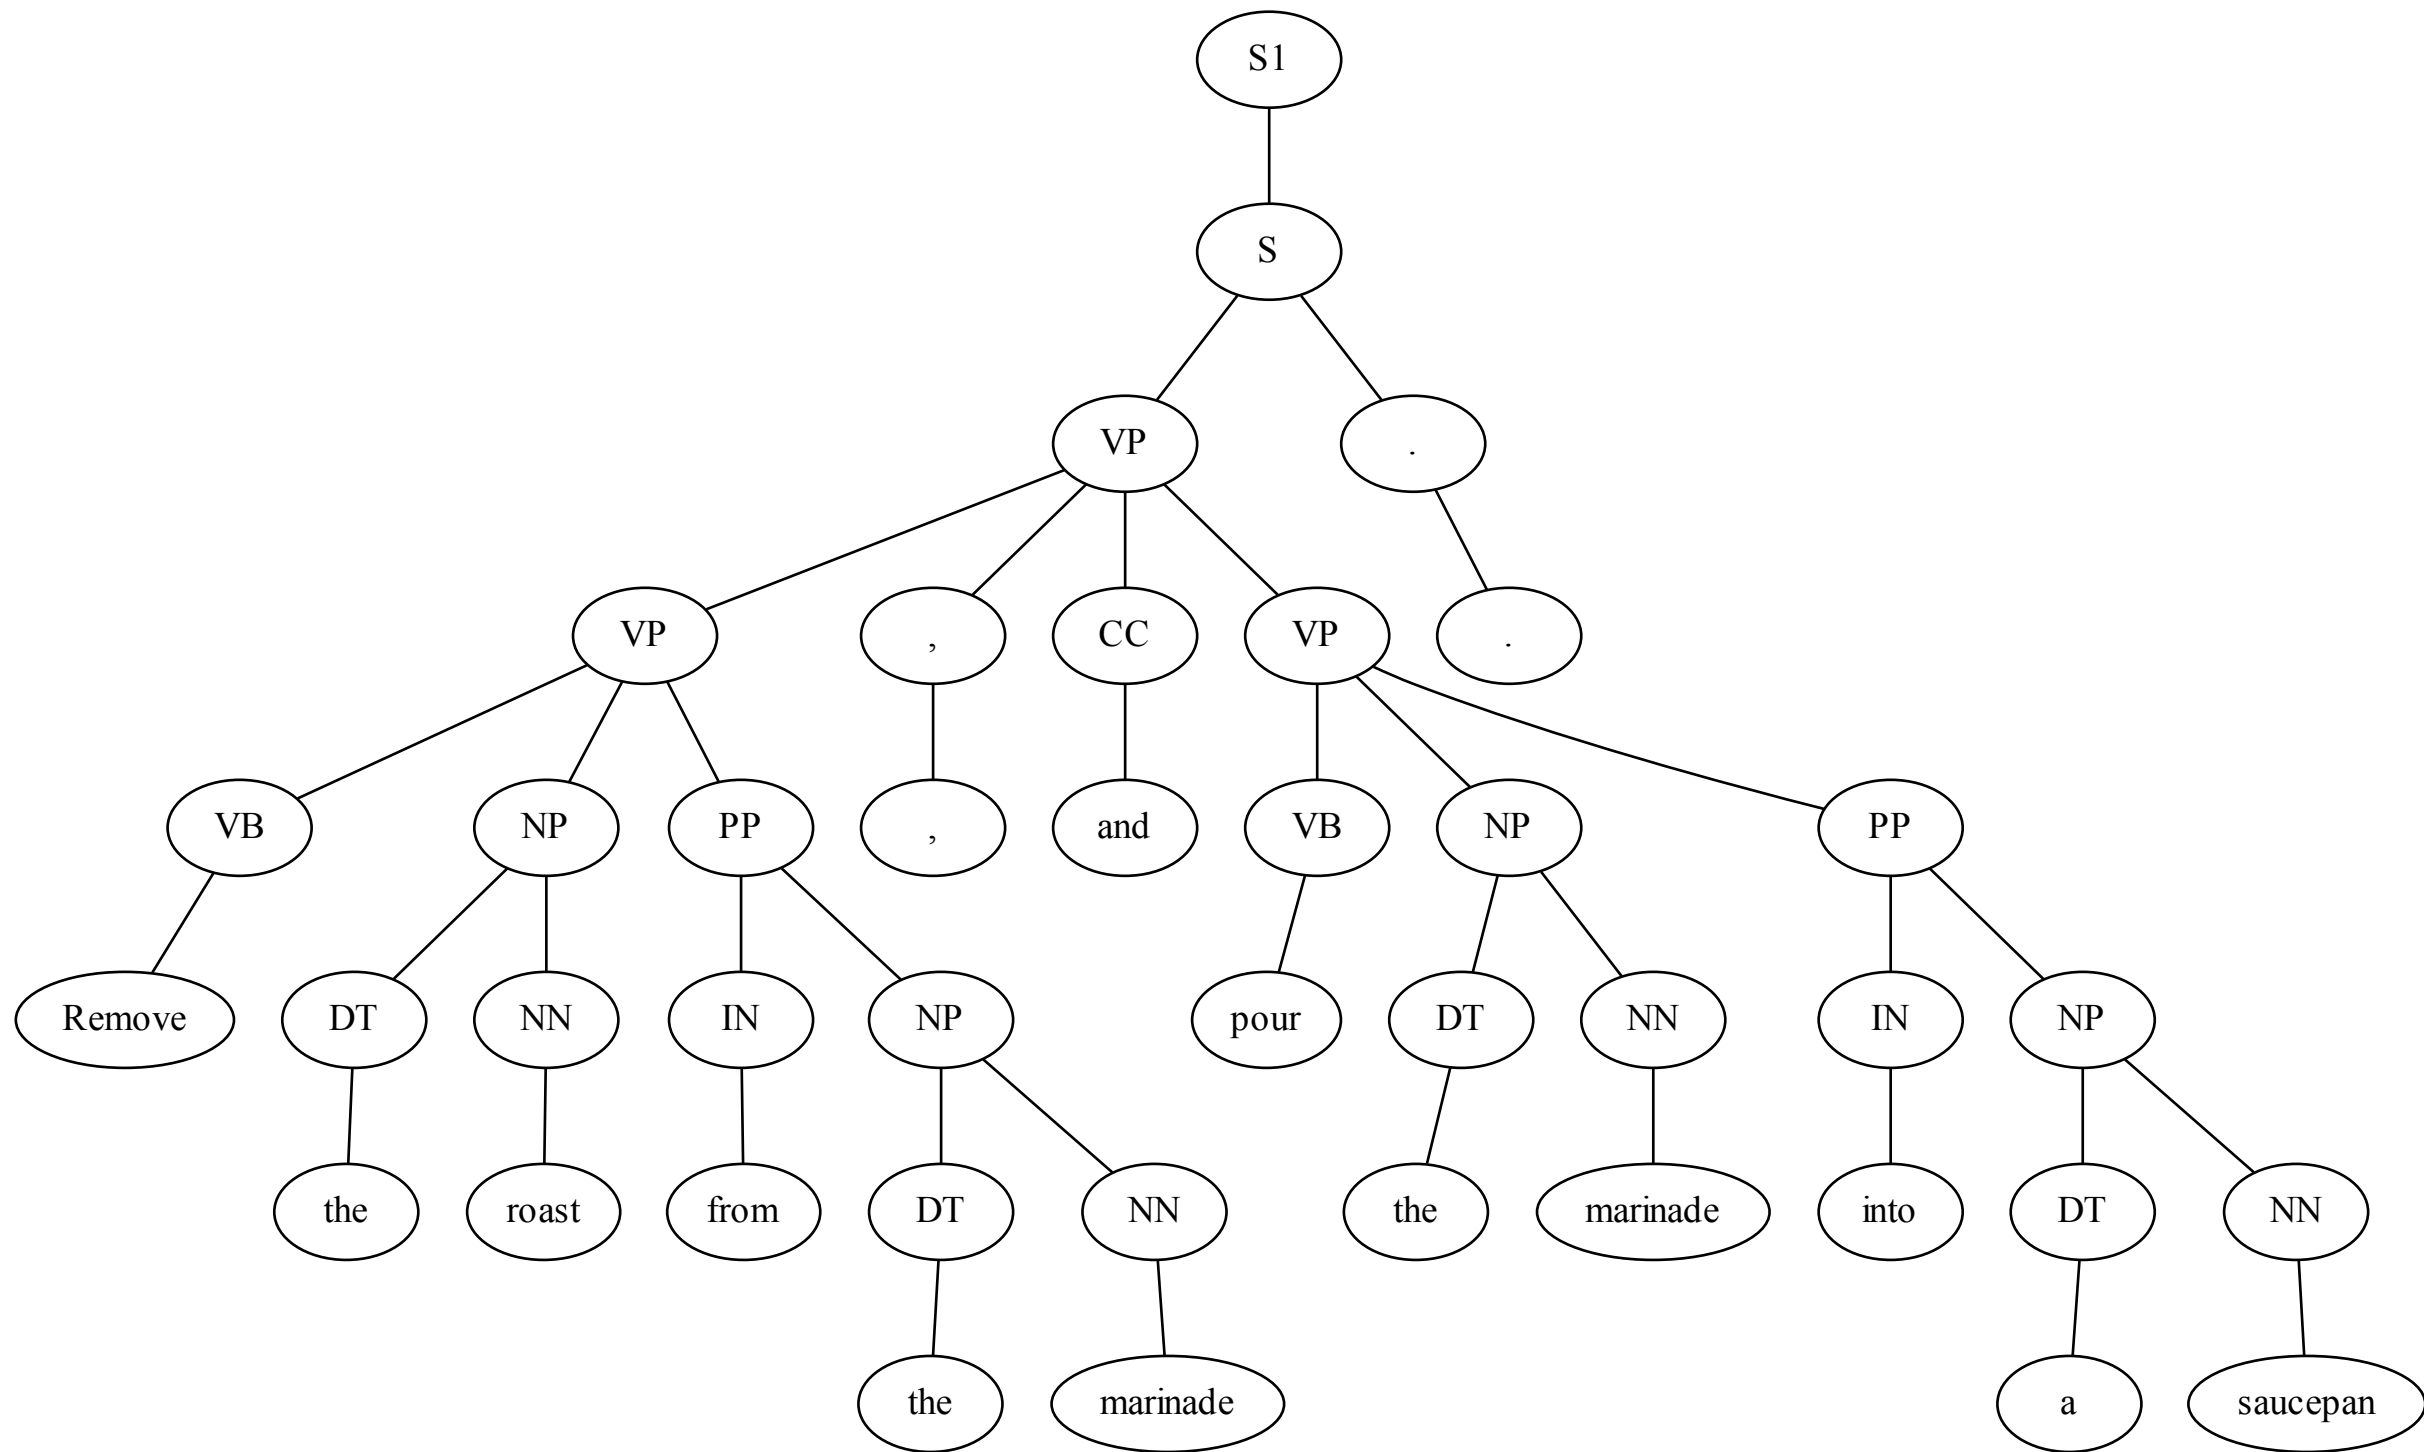 S1
S
VP .
VP , CC VP .
VB NP PP , and VB NP PP
Remove DT NN IN NP pour DT NN IN NP
the roast from DT NN the marinade into DT NN
the marinade a saucepan